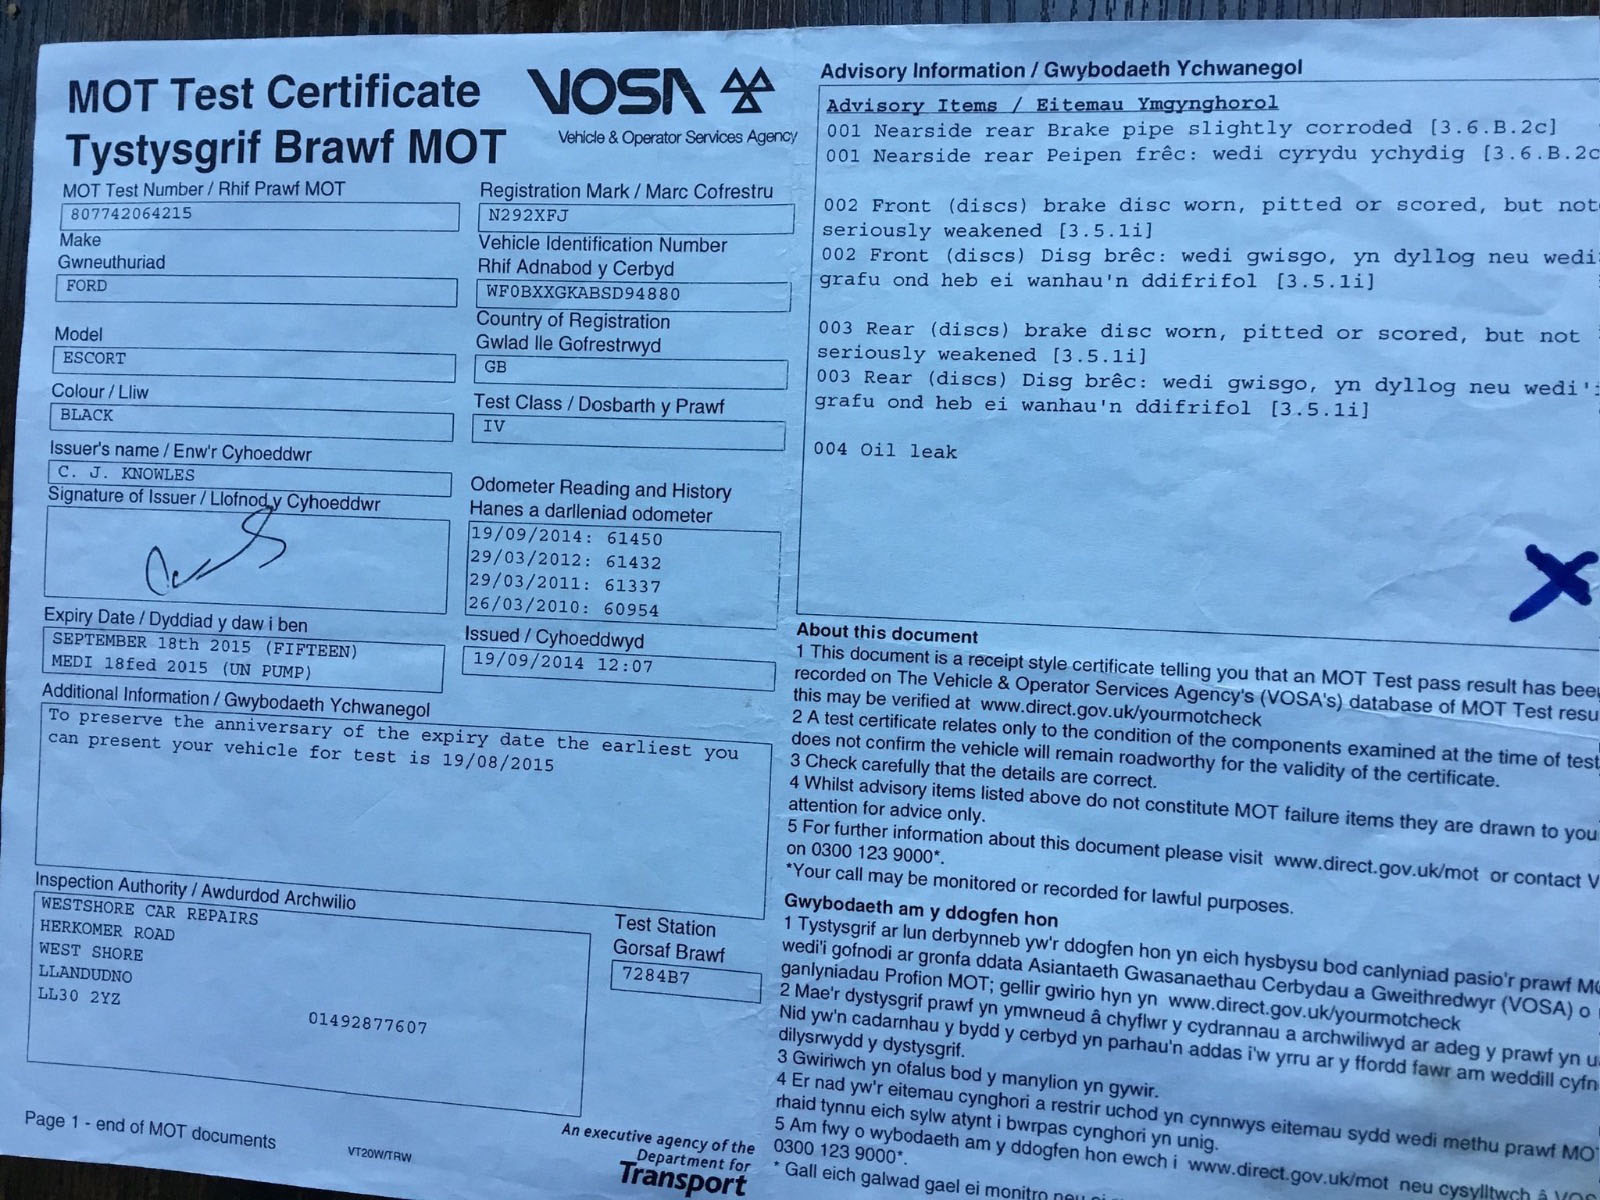 MOT Test Certificate
Tystysgrif Brawf MOT
VOSA
Vehicle & Operator Services Agency
MOT Test Number / Rhif Prawf MOT
807742064215
Make
Gwneuthuriad
FORD
Model
ESCORT
Colour / Lliw
BLACK
Issuer's name / Enw'r Cyhoeddwr
C. J. KNOWLES
Signature of Issuer / Llofnod y Cyhoeddwr
Expiry Date / Dyddiad y daw i ben
SEPTEMBER 18th 2015 (FIFTEEN)
MEDI 18fed 2015 (UN PUMP)
Registration Mark / Marc Cofrestru
N292XFJ
Vehicle Identification Number
Rhif Adnabod y Cerbyd
WF0BXXGKABSD94880
Country of Registration
Gwlad lle Gofrestrwyd
GB
Test Class / Dosbarth y Prawf
IV
Odometer Reading and History
Hanes a darlleniad odometer
19/09/2014: 61450
29/03/2012: 61432
29/03/2011: 61337
26/03/2010: 60954
Issued / Cyhoeddwyd
19/09/2014 12:07
Additional Information / Gwybodaeth Ychwanegol
To preserve the anniversary of the expiry date the earliest you
can present your vehicle for test is 19/08/2015
Inspection Authority / Awdurdod Archwilio
WESTSHORE CAR REPAIRS
HERKOMER ROAD
WEST SHORE
LLANDUDNO
LL30 2YZ
01492877607
Test Station
Gorsaf Brawf
7284B7
Page 1 - end of MOT documents
VT20W/TRW
An executive agency of the
Department for
Transport
Advisory Information / Gwybodaeth Ychwanegol
Advisory Items / Eitemau Ymgynghorol
001 Nearside rear Brake pipe slightly corroded [3.6.B.2c]
001 Nearside rear Peipen frêc: wedi cyrydu ychydig [3.6.B.2c
002 Front (discs) brake disc worn, pitted or scored, but not
seriously weakened [3.5.1i]
002 Front (discs) Disg brêc: wedi gwisgo, yn dyllog neu wedi
grafu ond heb ei wanhau'n ddifrifol [3.5.1i]
003 Rear (discs) brake disc worn, pitted or scored, but not
seriously weakened [3.5.1i]
003 Rear (discs) Disg brêc: wedi gwisgo, yn dyllog neu wedi'i
grafu ond heb ei wanhau'n ddifrifol [3.5.1i]
004 Oil leak
About this document
1 This document is a receipt style certificate telling you that an MOT Test pass result has been
recorded on The Vehicle & Operator Services Agency's (VOSA's) database of MOT Test resu
this may be verified at www.direct.gov.uk/yourmotcheck
2 A test certificate relates only to the condition of the components examined at the time of test
does not confirm the vehicle will remain roadworthy for the validity of the certificate.
3 Check carefully that the details are correct.
4 Whilst advisory items listed above do not constitute MOT failure items they are drawn to you
attention for advice only.
5 For further information about this document please visit www.direct.gov.uk/mot or contact V
on 0300 123 9000*.
*Your call may be monitored or recorded for lawful purposes.
Gwybodaeth am y ddogfen hon
1 Tystysgrif ar lun derbynneb yw'r ddogfen hon yn eich hysbysu bod canlyniad pasio'r prawf MO
wedi'i gofnodi ar gronfa ddata Asiantaeth Gwasanaethau Cerbydau a Gweithredwyr (VOSA) o
ganlyniadau Profion MOT; gellir gwirio hyn yn www.direct.gov.uk/yourmotcheck
2 Mae'r dystysgrif prawf yn ymwneud â chyflwr y cydrannau a archwiliwyd ar adeg y prawf yn u
Nid yw'n cadarnhau y bydd y cerbyd yn parhau'n addas i'w yrru ar y ffordd fawr am weddill cyfn
dilysrwydd y dystysgrif.
3 Gwiriwch yn ofalus bod y manylion yn gywir.
4 Er nad yw'r eitemau cynghori a restrir uchod yn cynnwys eitemau sydd wedi methu prawf MO
rhaid tynnu eich sylw atynt i bwrpas cynghori yn unig.
5 Am fwy o wybodaeth am y ddogfen hon ewch i www.direct.gov.uk/mot neu cysylltwch â VOS
0300 123 9000*.
* Gall eich galwad gael ei monitro neu ei